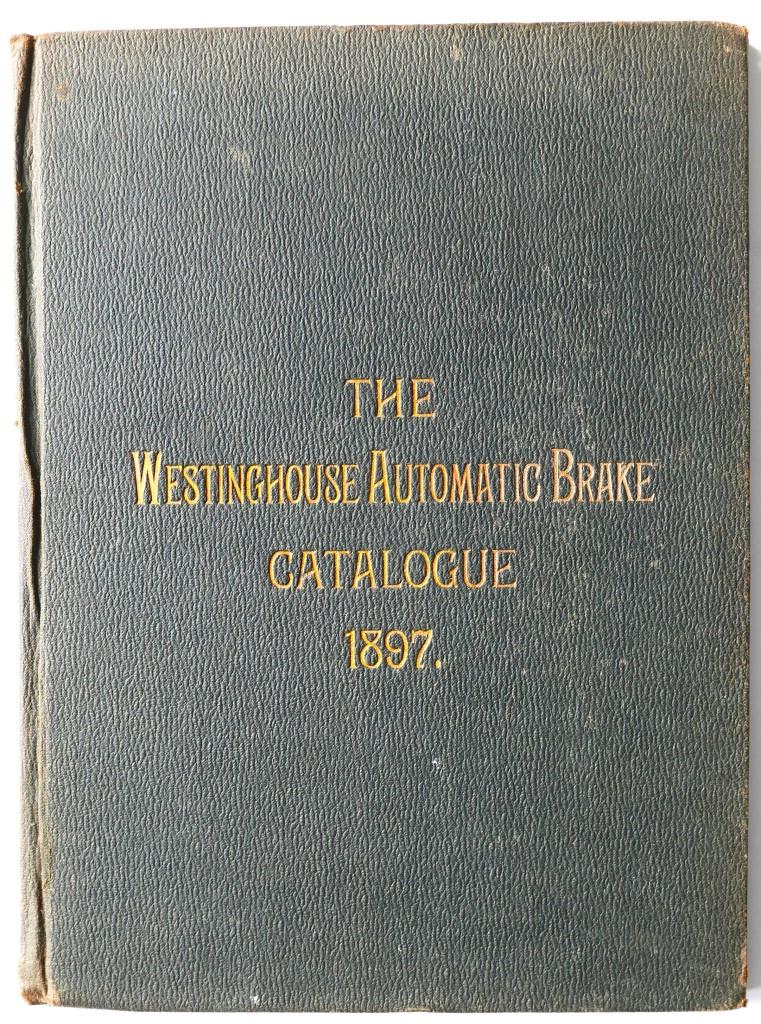 THE
WESTINGHOUSE AUTOMATIC BRAKE
CATALOGUE
1897.